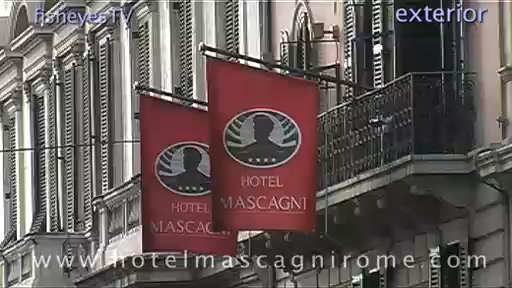 fisheyesTV
exterior
HOTEL
MASCAGNI
HOTEL
MASCAGNI
www.hotelmascagnirome.com